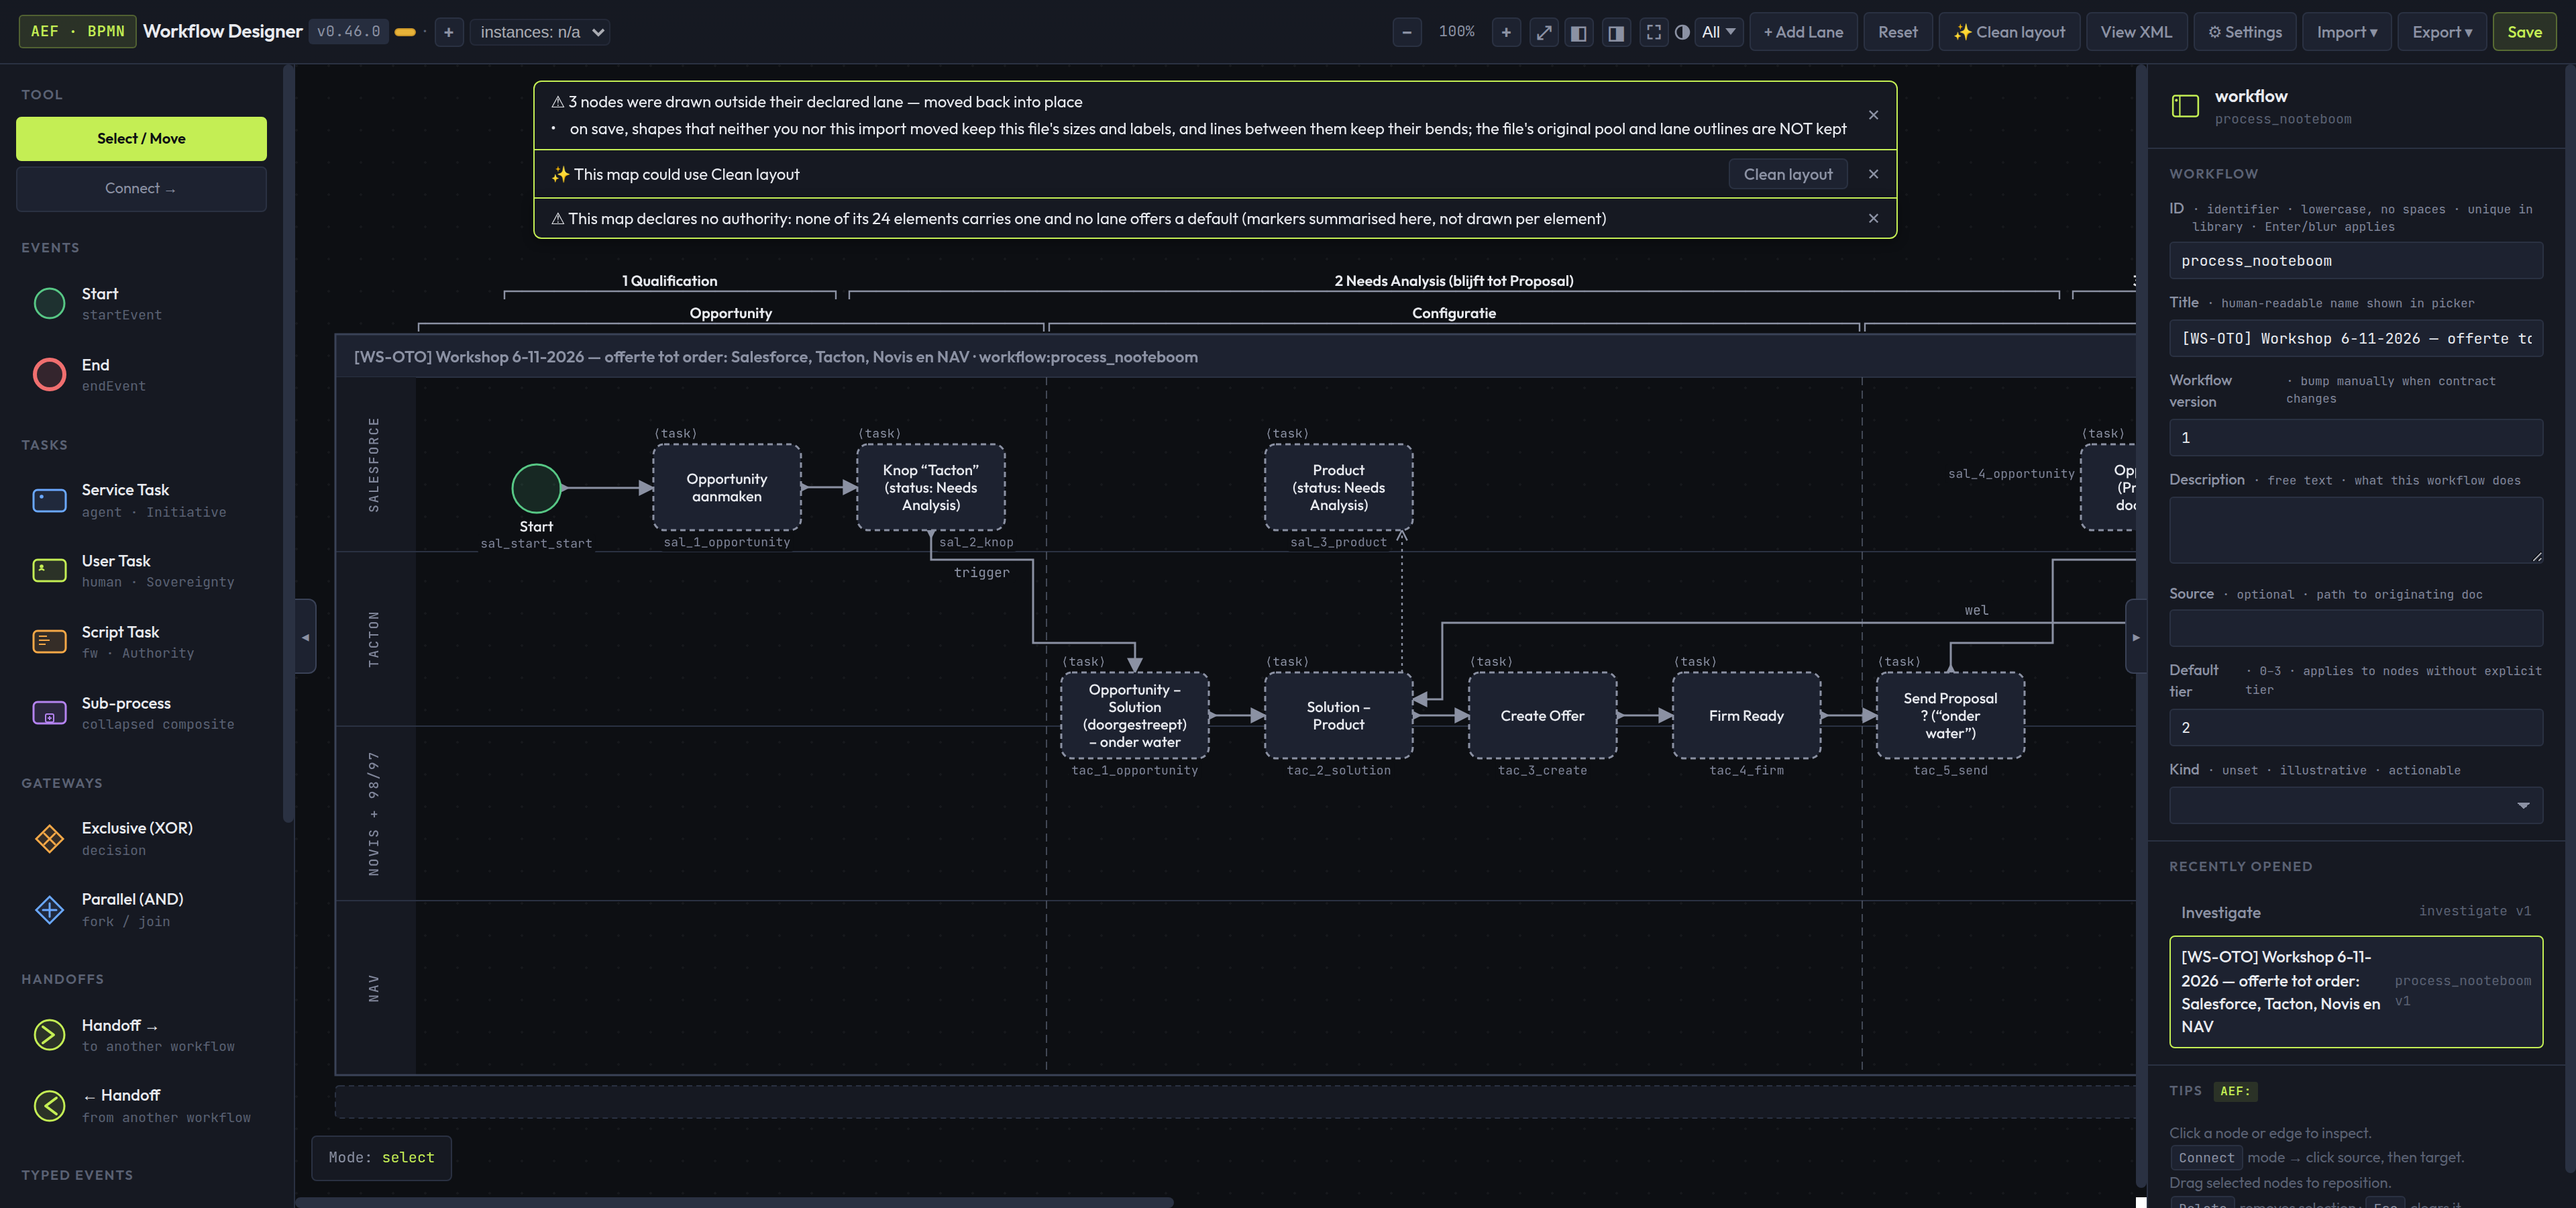 AEF · BPMN Workflow Designer v0.46.0 · + instances: n/a
− 100% + All + Add Lane Reset ✨ Clean layout View XML ⚙ Settings Import ▾ Export ▾ Save
TOOL
Select / Move
Connect →
EVENTS
Start
startEvent
End
endEvent
TASKS
Service Task
agent · Initiative
User Task
human · Sovereignty
Script Task
fw · Authority
Sub-process
collapsed composite
GATEWAYS
Exclusive (XOR)
decision
Parallel (AND)
fork / join
HANDOFFS
Handoff →
to another workflow
← Handoff
from another workflow
TYPED EVENTS
⚠ 3 nodes were drawn outside their declared lane — moved back into place ×
• on save, shapes that neither you nor this import moved keep this file's sizes and labels, and lines between them keep their bends; the file's original pool and lane outlines are NOT kept
✨ This map could use Clean layout Clean layout ×
⚠ This map declares no authority: none of its 24 elements carries one and no lane offers a default (markers summarised here, not drawn per element) ×
1 Qualification
2 Needs Analysis (blijft tot Proposal)
Opportunity
Configuratie
[WS-OTO] Workshop 6-11-2026 — offerte tot order: Salesforce, Tacton, Novis en NAV · workflow:process_nooteboom
SALESFORCE
Start
sal_start_start
(task)
Opportunity
aanmaken
sal_1_opportunity
(task)
Knop “Tacton”
(status: Needs
Analysis)
sal_2_knop
trigger
(task)
Product
(status: Needs
Analysis)
sal_3_product
(task)
sal_4_opportunity
TACTON
wel
(task)
Opportunity –
Solution
(doorgestreept)
– onder water
tac_1_opportunity
(task)
Solution –
Product
tac_2_solution
(task)
Create Offer
tac_3_create
(task)
Firm Ready
tac_4_firm
(task)
Send Proposal
? (“onder
water”)
tac_5_send
NOVIS + 98/97
NAV
Mode: select
workflow
process_nooteboom
WORKFLOW
ID · identifier · lowercase, no spaces · unique in
library · Enter/blur applies
process_nooteboom
Title · human-readable name shown in picker
[WS-OTO] Workshop 6-11-2026 — offerte to
Workflow
version
· bump manually when contract
changes
1
Description · free text · what this workflow does
Source · optional · path to originating doc
Default
tier
· 0–3 · applies to nodes without explicit
tier
2
Kind · unset · illustrative · actionable
RECENTLY OPENED
Investigate investigate v1
[WS-OTO] Workshop 6-11-
2026 — offerte tot order:
Salesforce, Tacton, Novis en
NAV
process_nooteboom
v1
TIPS AEF:
Click a node or edge to inspect.
Connect mode → click source, then target.
Drag selected nodes to reposition.